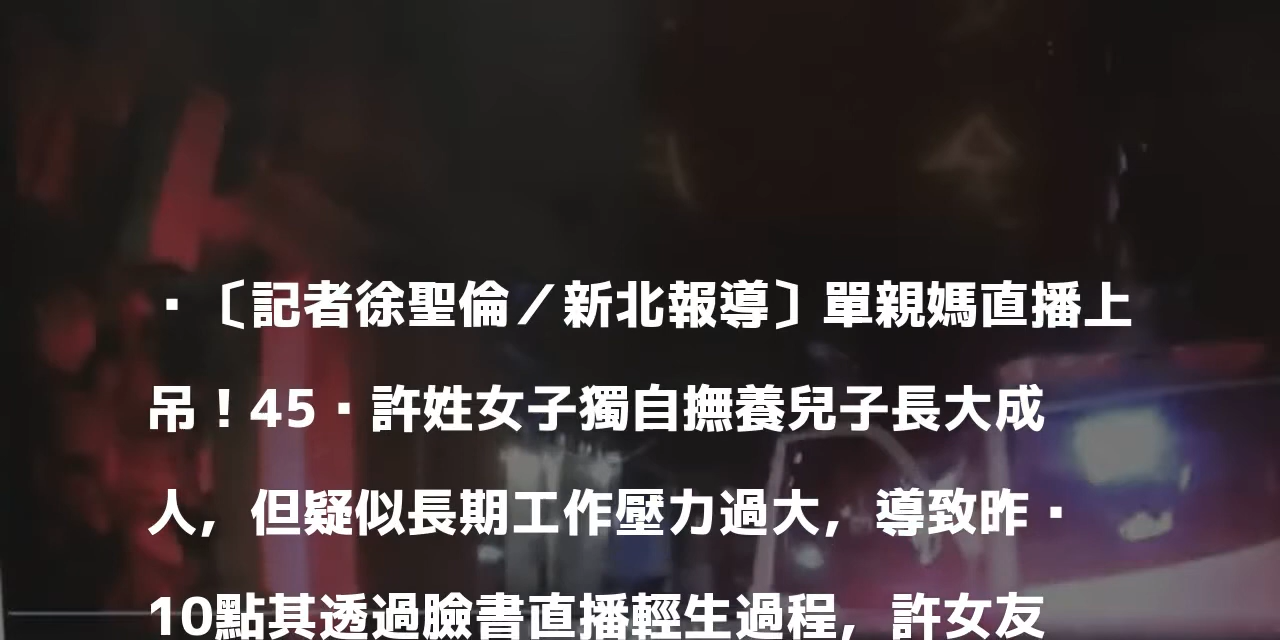 ▪〔記者徐聖倫／新北報導〕單親媽直播上
吊！45▪許姓女子獨自撫養兒子長大成
人，但疑似長期工作壓力過大，導致昨▪
10點其透過臉書直播輕生過程，許女友